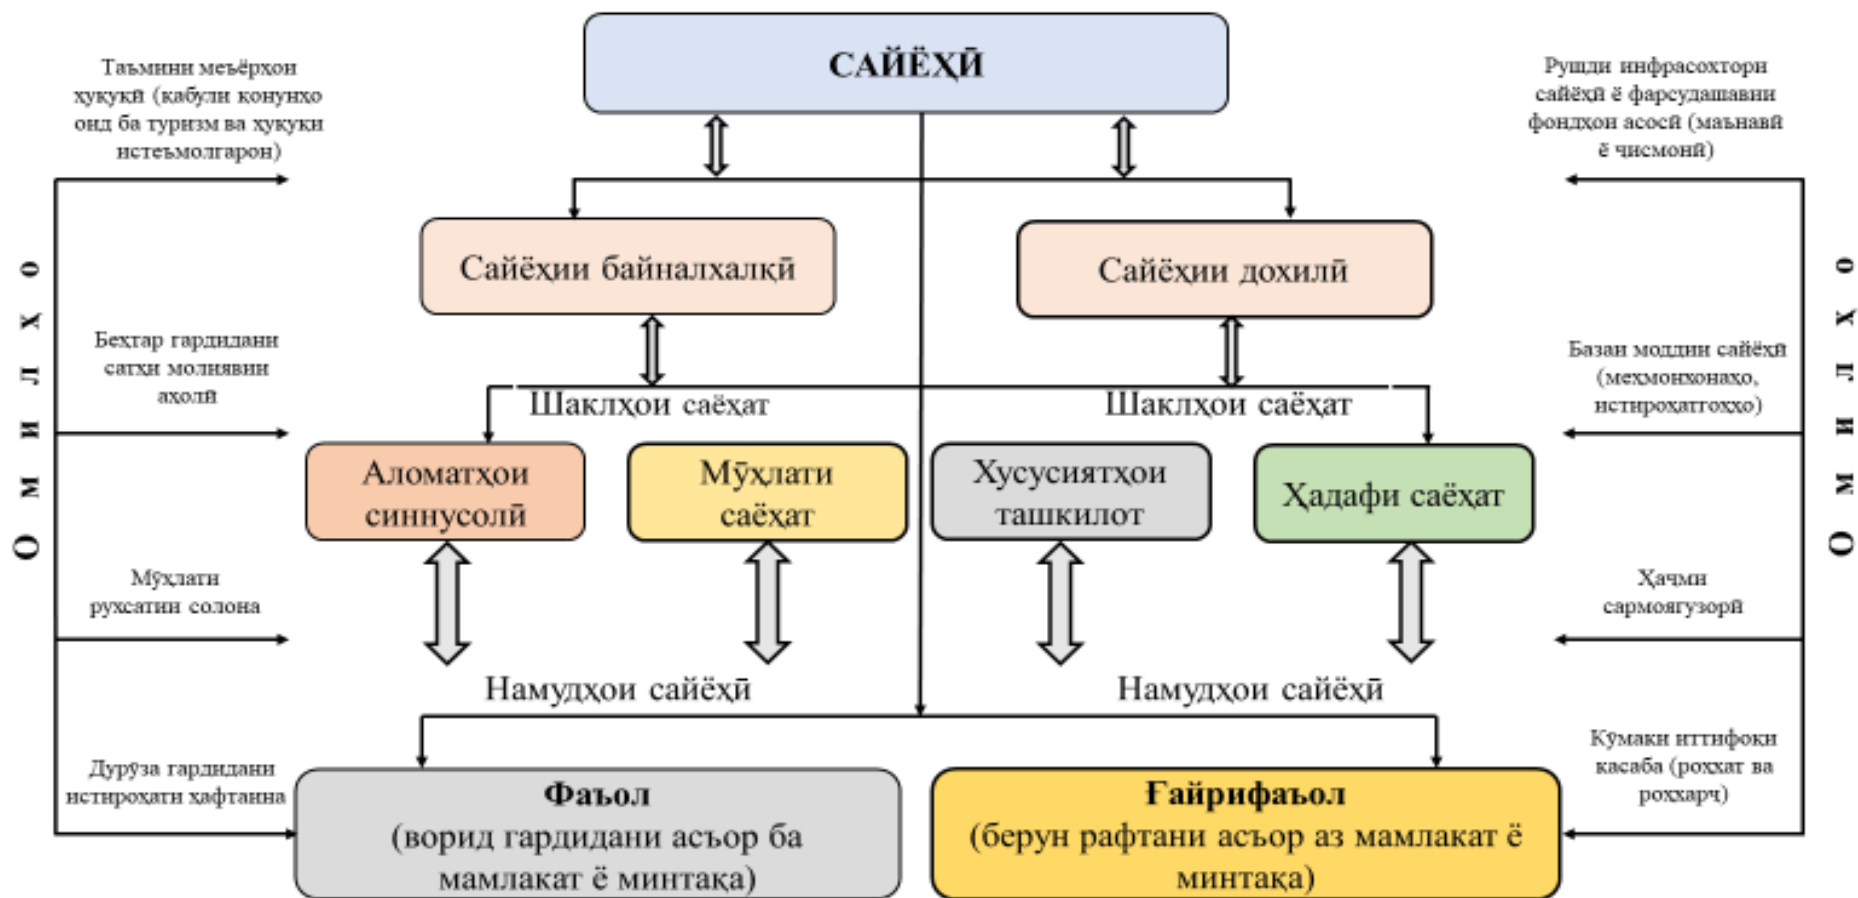 САЙЁҲӢ
Таъмини меъёрҳои
ҳуқуқӣ (қабули қонунҳо
оид ба туризм ва ҳуқуқи
истеъмолгарон)
Рушди инфрасохтори
сайёҳӣ ё фарсудашавии
фондҳои асосӣ (маънавӣ
ё ҷисмонӣ)
Сайёҳии байналхалқӣ
Сайёҳии дохилӣ
Омилҳо
Омилҳо
Беҳтар гардидани
сатҳи молиявии
аҳолӣ
Базаи моддии сайёҳӣ
(меҳмонхонаҳо,
истироҳатгоҳҳо)
Шаклҳои саёҳат
Шаклҳои саёҳат
Аломатҳои
синнусолӣ
Мӯҳлати
саёҳат
Хусусиятҳои
ташкилот
Ҳадафи саёҳат
Мӯҳлати
рухсатии солона
Ҳаҷми
сармоягузорӣ
Намудҳои сайёҳӣ
Намудҳои сайёҳӣ
Дурӯза гардидани
истироҳати ҳафтаина
Кӯмаки иттифоқи
касаба (роҳхат ва
роҳхарҷ)
Фаъол
(ворид гардидани асъор ба
мамлакат ё минтақа)
Ғайрифаъол
(берун рафтани асъор аз мамлакат ё
минтақа)